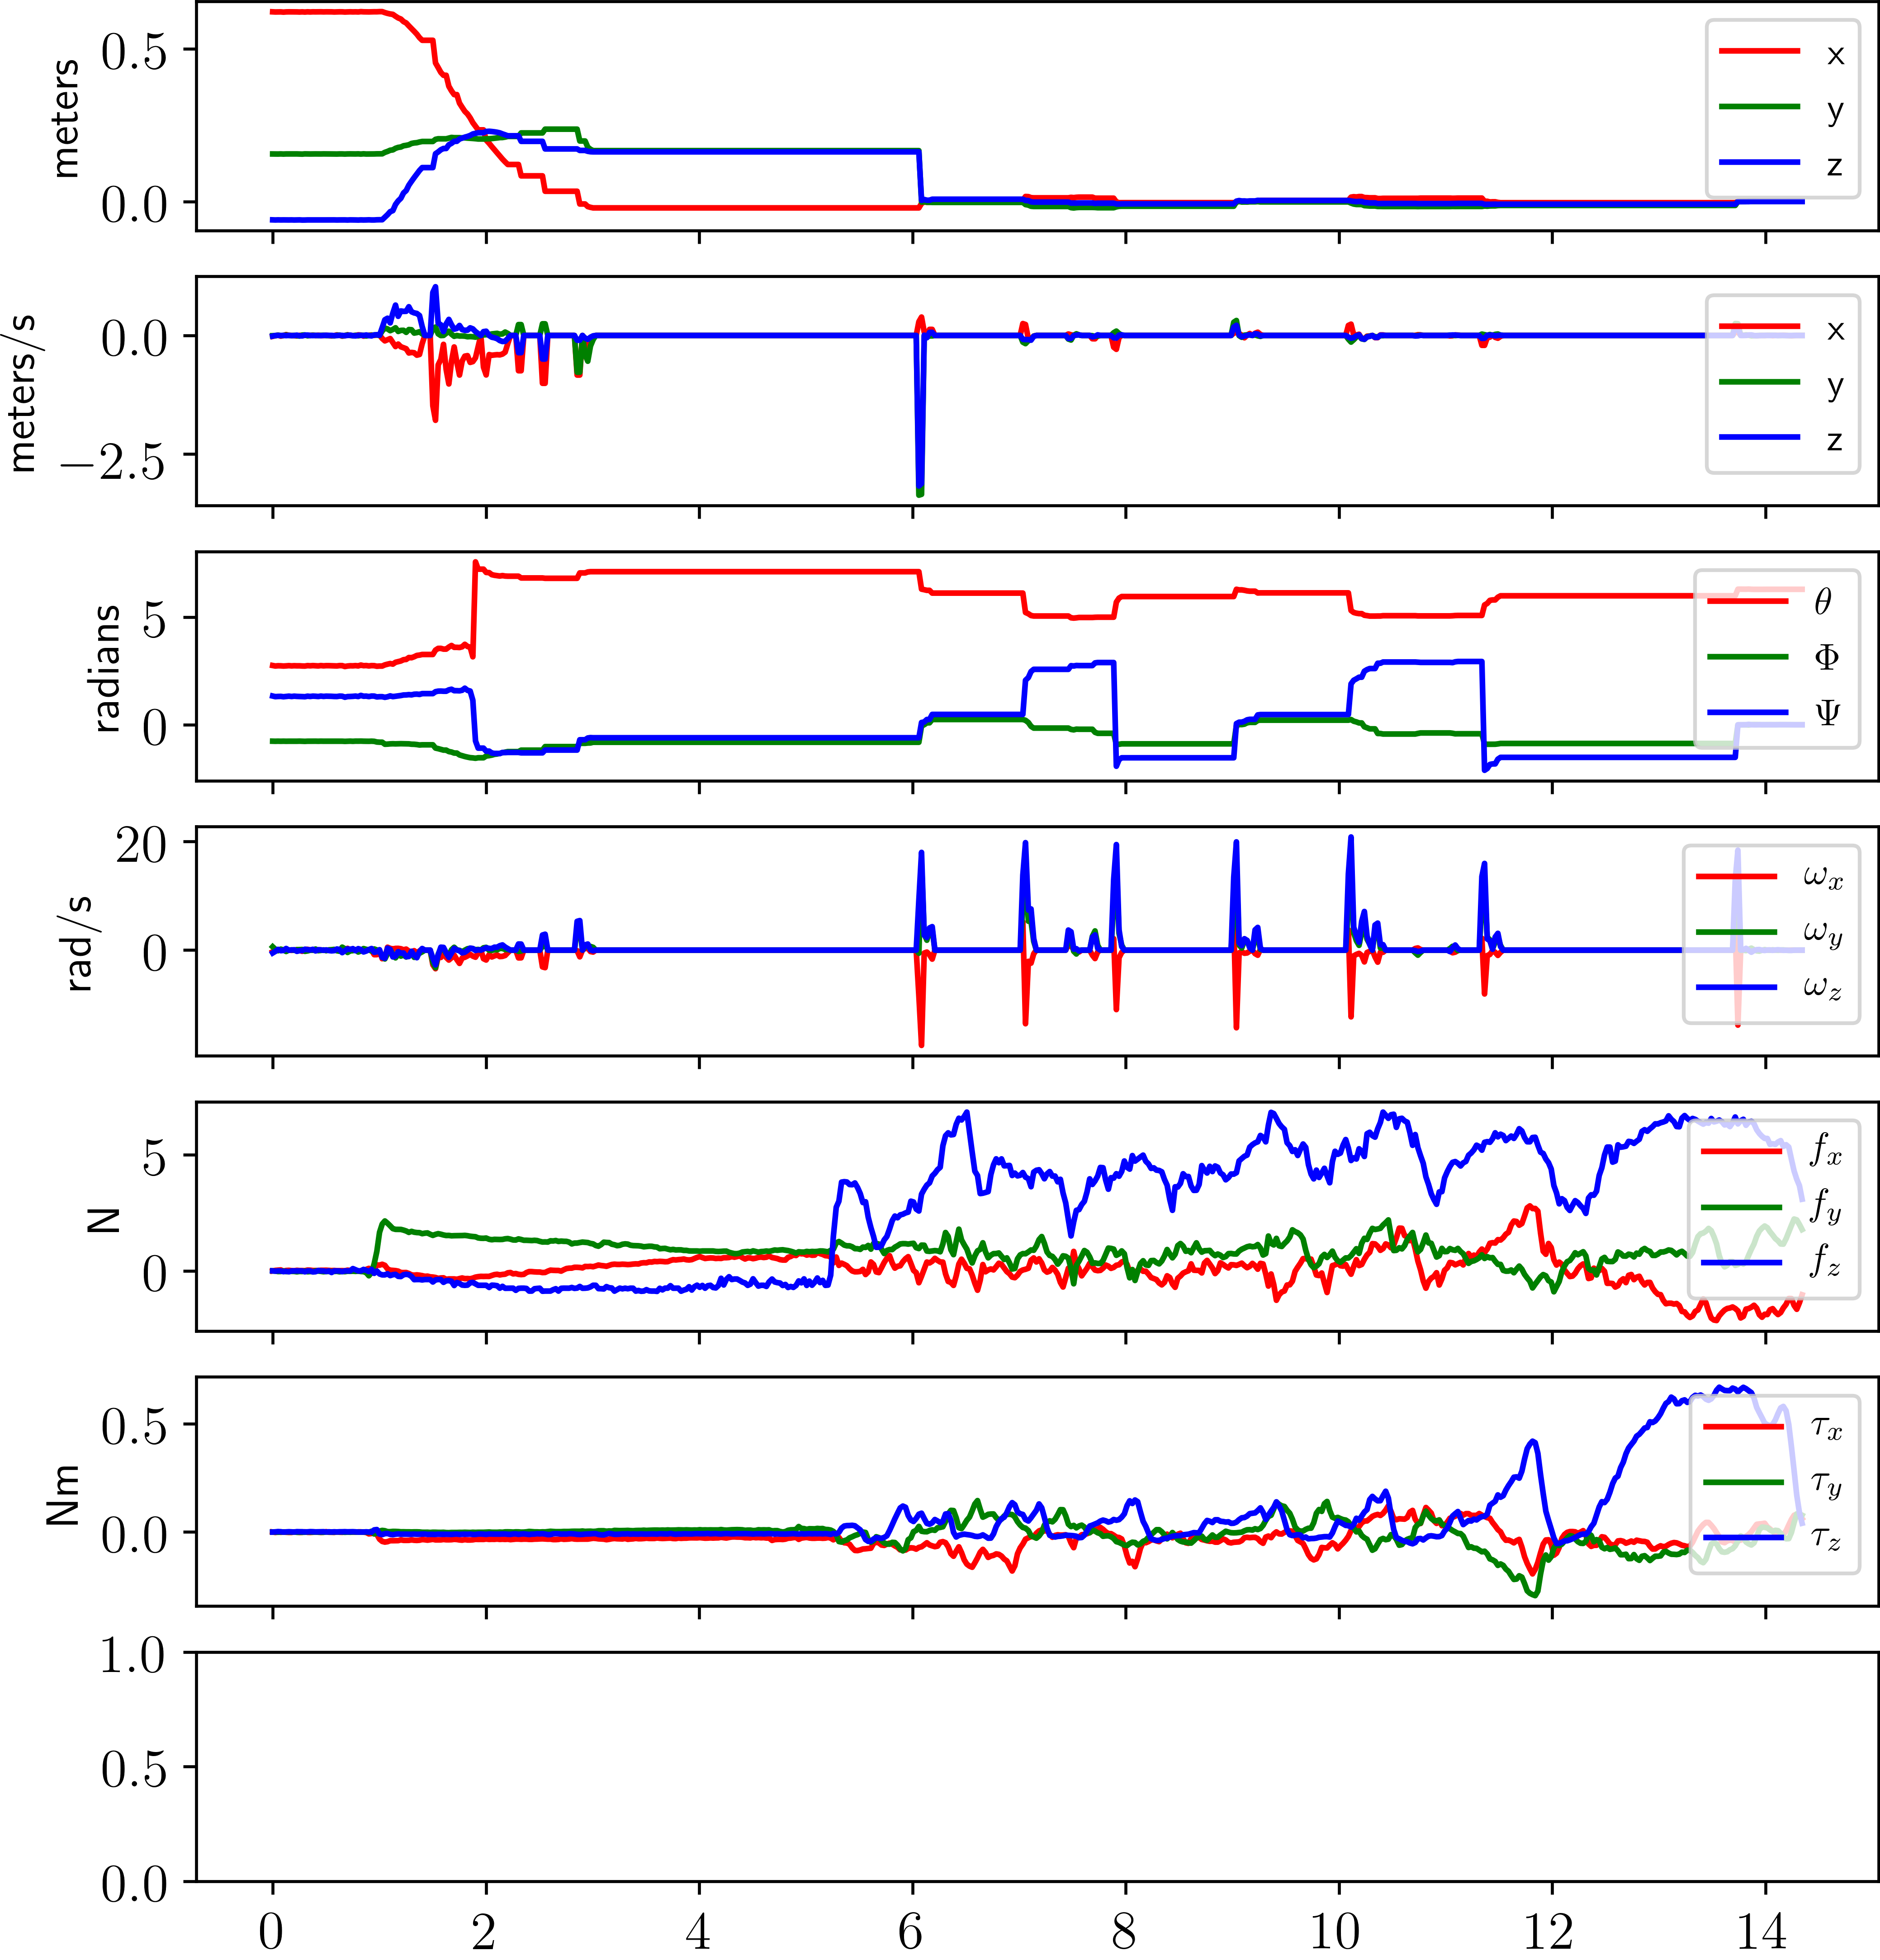 meters
0.5
0.0
x
y
z
meters/s
0.0
−2.5
x
y
z
radians
5
0
θ
Φ
Ψ
rad/s
20
0
ωx
ωy
ωz
N
5
0
fx
fy
fz
Nm
0.5
0.0
τx
τy
τz
1.0
0.5
0.0
0 2 4 6 8 10 12 14